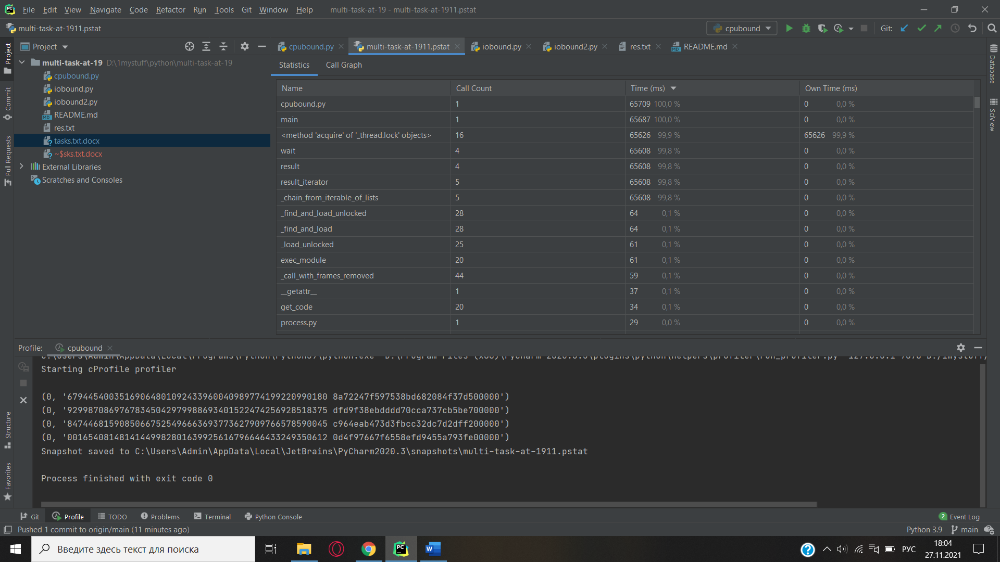 File Edit View Navigate Code Refactor Run Tools Git Window Help multi-task-at-19 - multi-task-at-1911.pstat
multi-task-at-1911.pstat cpubound Git:
Project cpubound.py multi-task-at-1911.pstat iobound.py iobound2.py res.txt README.md
multi-task-at-19 D:\1mystuff\python\multi-task-at-19
cpubound.py
iobound.py
iobound2.py
README.md
res.txt
tasks.txt.docx
~$sks.txt.docx
External Libraries
Scratches and Consoles
Project
Commit
Pull Requests
Structure
Favorites
Database
SciView
Statistics Call Graph
Name Call Count Time (ms) Own Time (ms)
cpubound.py 1 65709 100,0 % 0 0,0 %
main 1 65687 100,0 % 0 0,0 %
<method 'acquire' of '_thread.lock' objects> 16 65626 99,9 % 65626 99,9 %
wait 4 65608 99,8 % 0 0,0 %
result 4 65608 99,8 % 0 0,0 %
result_iterator 5 65608 99,8 % 0 0,0 %
_chain_from_iterable_of_lists 5 65608 99,8 % 0 0,0 %
_find_and_load_unlocked 28 64 0,1 % 0 0,0 %
_find_and_load 28 64 0,1 % 0 0,0 %
_load_unlocked 25 61 0,1 % 0 0,0 %
exec_module 20 61 0,1 % 0 0,0 %
_call_with_frames_removed 44 59 0,1 % 0 0,0 %
__getattr__ 1 37 0,1 % 0 0,0 %
get_code 20 34 0,1 % 0 0,0 %
process.py 1 29 0,0 % 0 0,0 %
Profile: cpubound
Starting cProfile profiler
(0, '67944540035169064801092433960040989774199220990180 8a72247f597538bd682084f37d500000')
(0, '92998708697678345042979988693401522474256928518375 dfd9f38ebdddd70cca737cb5be700000')
(0, '84744681590850667525496663693773627909766578590045 c964eab473d3fbcc32dc7d2dff200000')
(0, '00165408148141449982801639925616796646433249350612 0d4f97667f6558efd9455a793fe00000')
Snapshot saved to C:\Users\Admin\AppData\Local\JetBrains\PyCharm2020.3\snapshots\multi-task-at-1911.pstat
Process finished with exit code 0
Git Profile TODO Problems Terminal Python Console 2 Event Log
Pushed 1 commit to origin/main (11 minutes ago) Python 3.9 main
Введите здесь текст для поиска РУС 18:04
27.11.2021